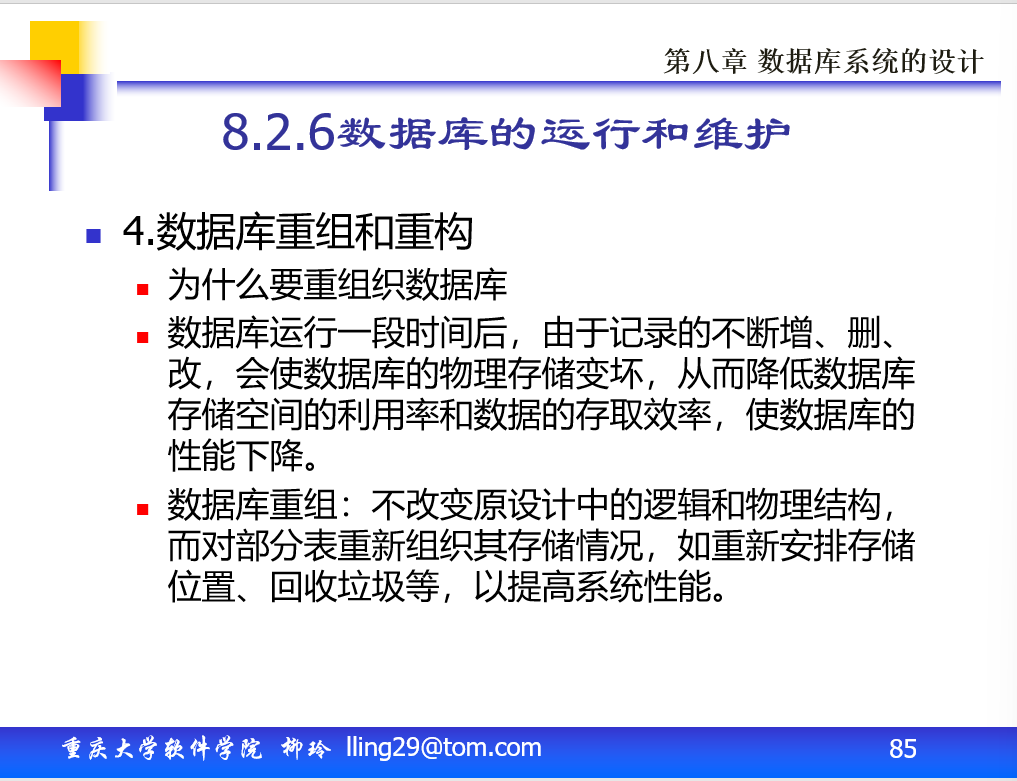 第八章 数据库系统的设计
8.2.6数据库的运行和维护
4.数据库重组和重构
为什么要重组织数据库
数据库运行一段时间后，由于记录的不断增、删、
改，会使数据库的物理存储变坏，从而降低数据库
存储空间的利用率和数据的存取效率，使数据库的
性能下降。
数据库重组：不改变原设计中的逻辑和物理结构，
而对部分表重新组织其存储情况，如重新安排存储
位置、回收垃圾等，以提高系统性能。
重庆大学软件学院 柳玲 lling29@tom.com
85